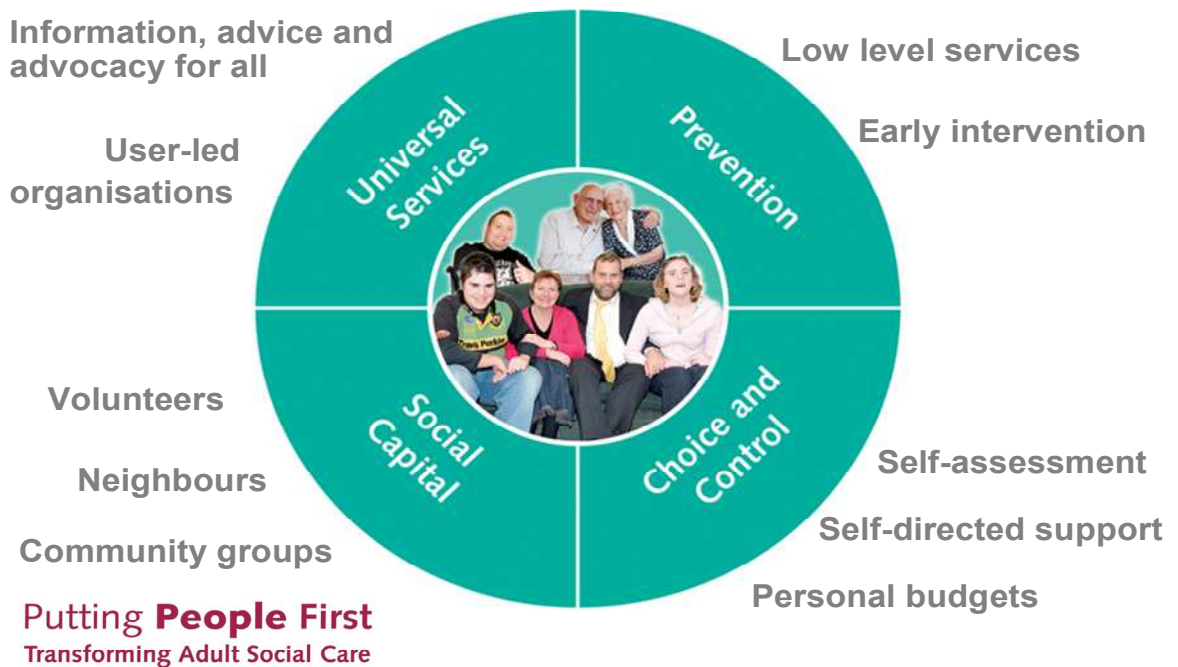 Information, advice and
advocacy for all
User-led
organisations
Universal
Services
Prevention
Low level services
Early intervention
Travis Perkins
Volunteers
Neighbours
Community groups
Social
Capital
Choice and
Control
Self-assessment
Self-directed support
Personal budgets
Putting People First
Transforming Adult Social Care